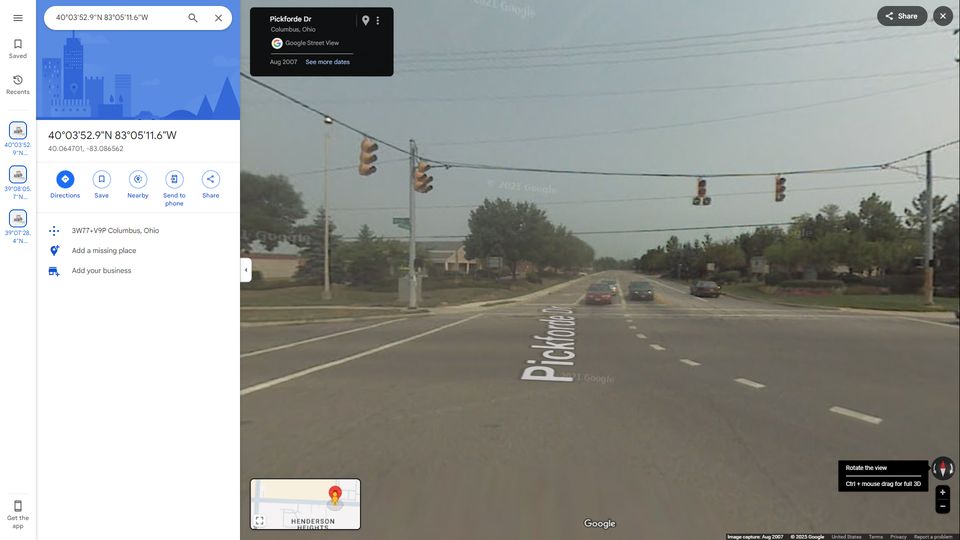 40°03'52.9"N 83°05'11.6"W
Saved
Recents
40°03'52.
9"N...
39°08'05.
7"N...
39°07'28.
4"N...
Get the
app
40°03'52.9"N 83°05'11.6"W
40.064701, -83.086562
Directions
Save
Nearby
Send to
phone
Share
3W77+V9P Columbus, Ohio
Add a missing place
Add your business
Pickforde Dr
Columbus, Ohio
Google Street View
Aug 2007 See more dates
Share
© 2021 Google
© 2023 Google
Pickforde Dr
2021 Google
Rotate the view
Ctrl + mouse drag for full 3D
HENDERSON
HEIGHTS
Google
Image capture: Aug 2007 © 2025 Google United States Terms Privacy Report a problem